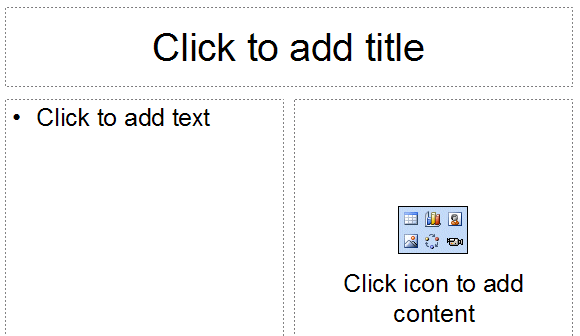 Click to add title
• Click to add text
Click icon to add
content